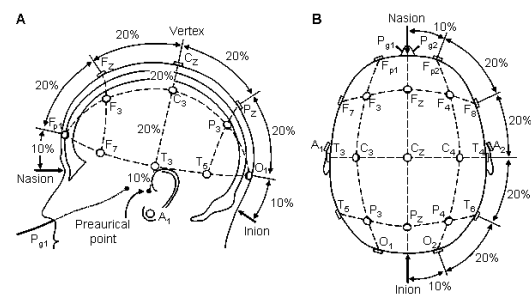 A
Vertex
20%
20%
Fz
Cz
20%
10%
F3
C3
20%
Pz
20%
P3
Fp
F7
20%
10%
T3
T5
O1
Nasion
10%
10%
Preaurical
point
A1
Inion
Pg1
B
Nasion
10%
Pg1
Pg2
Fp1
Fp2
20%
F7
F3
Fz
F4
F8
20%
A1
T3
C3
Cz
C4
T4
A2
20%
T5
P3
Pz
P4
T6
O1
O2
20%
Inion
10%